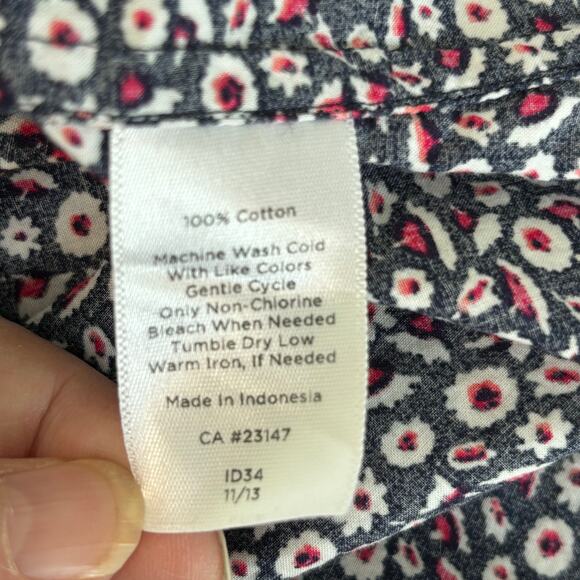 100% Cotton
Machine Wash Cold
With Like Colors
Gentle Cycle
Only Non-Chlorine
Bleach When Needed
Tumble Dry Low
Warm Iron, If Needed
Made In Indonesia
CA #23147
ID34
11/13